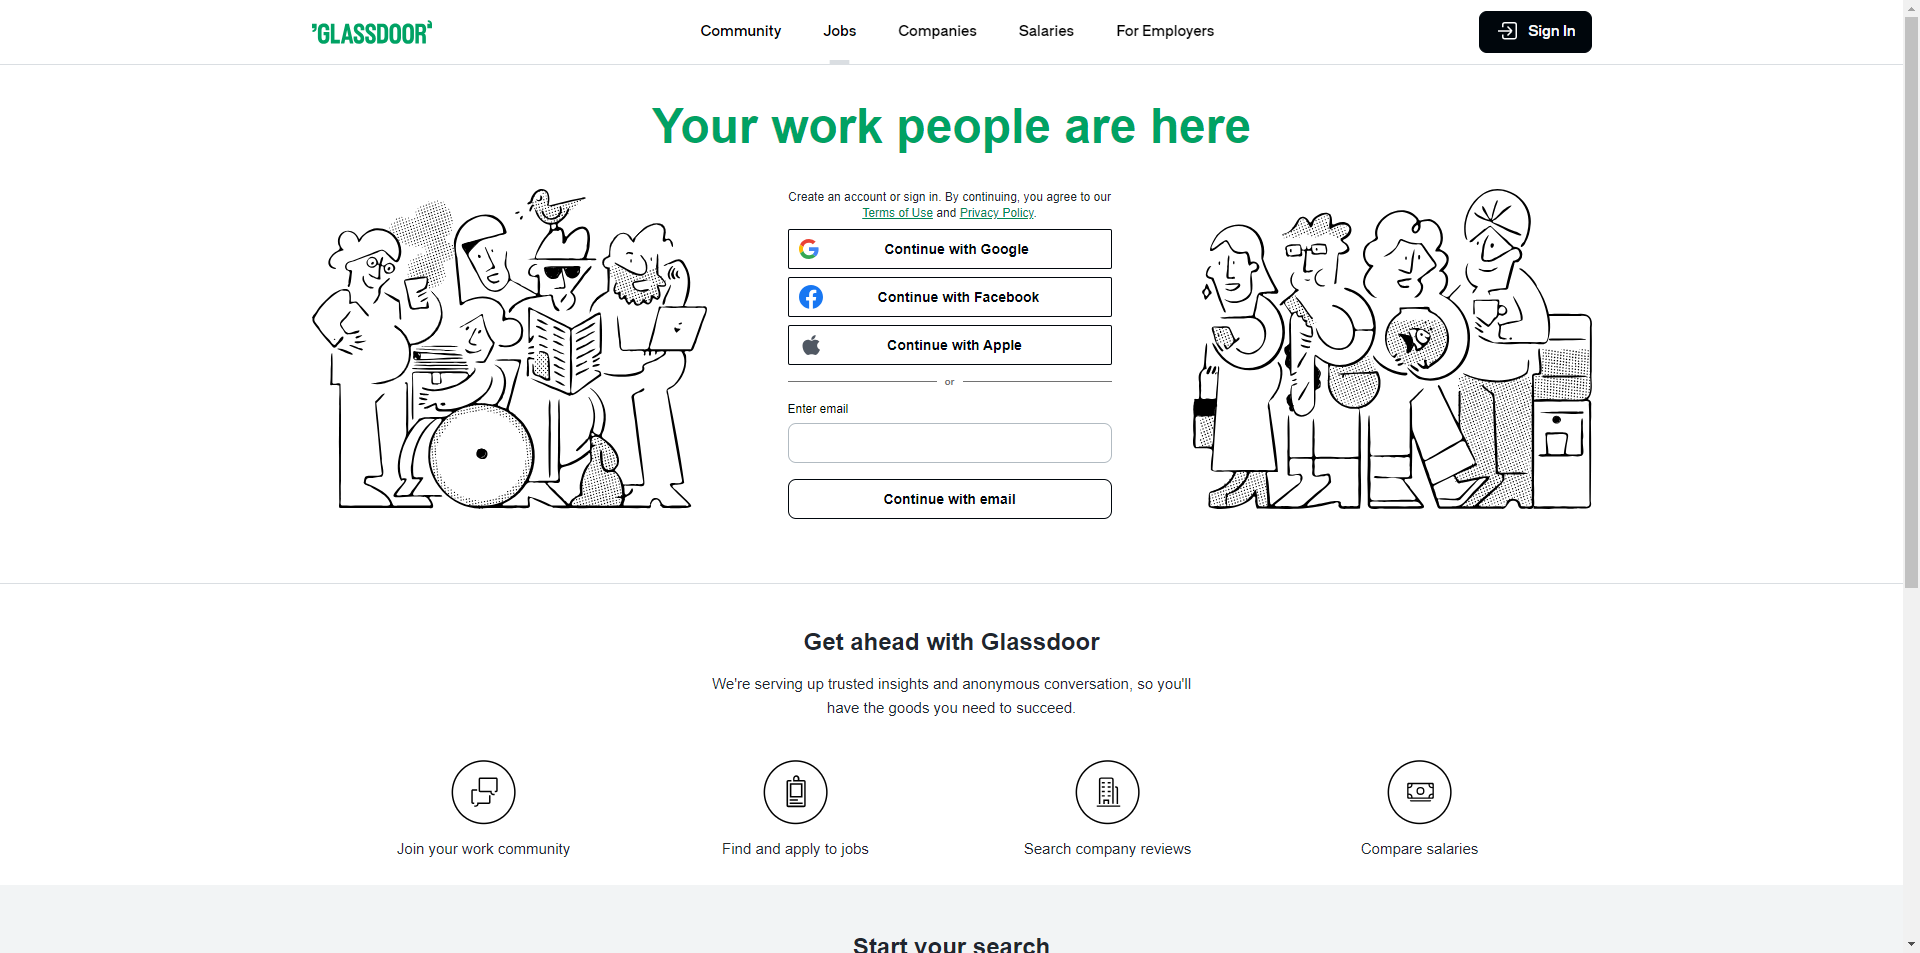 GLASSDOOR
Community Jobs Companies Salaries For Employers Sign In
Your work people are here
Create an account or sign in. By continuing, you agree to our
Terms of Use and Privacy Policy.
Continue with Google
Continue with Facebook
Continue with Apple
or
Enter email
Continue with email
Get ahead with Glassdoor
We're serving up trusted insights and anonymous conversation, so you'll
have the goods you need to succeed.
Join your work community Find and apply to jobs Search company reviews Compare salaries
Start your search